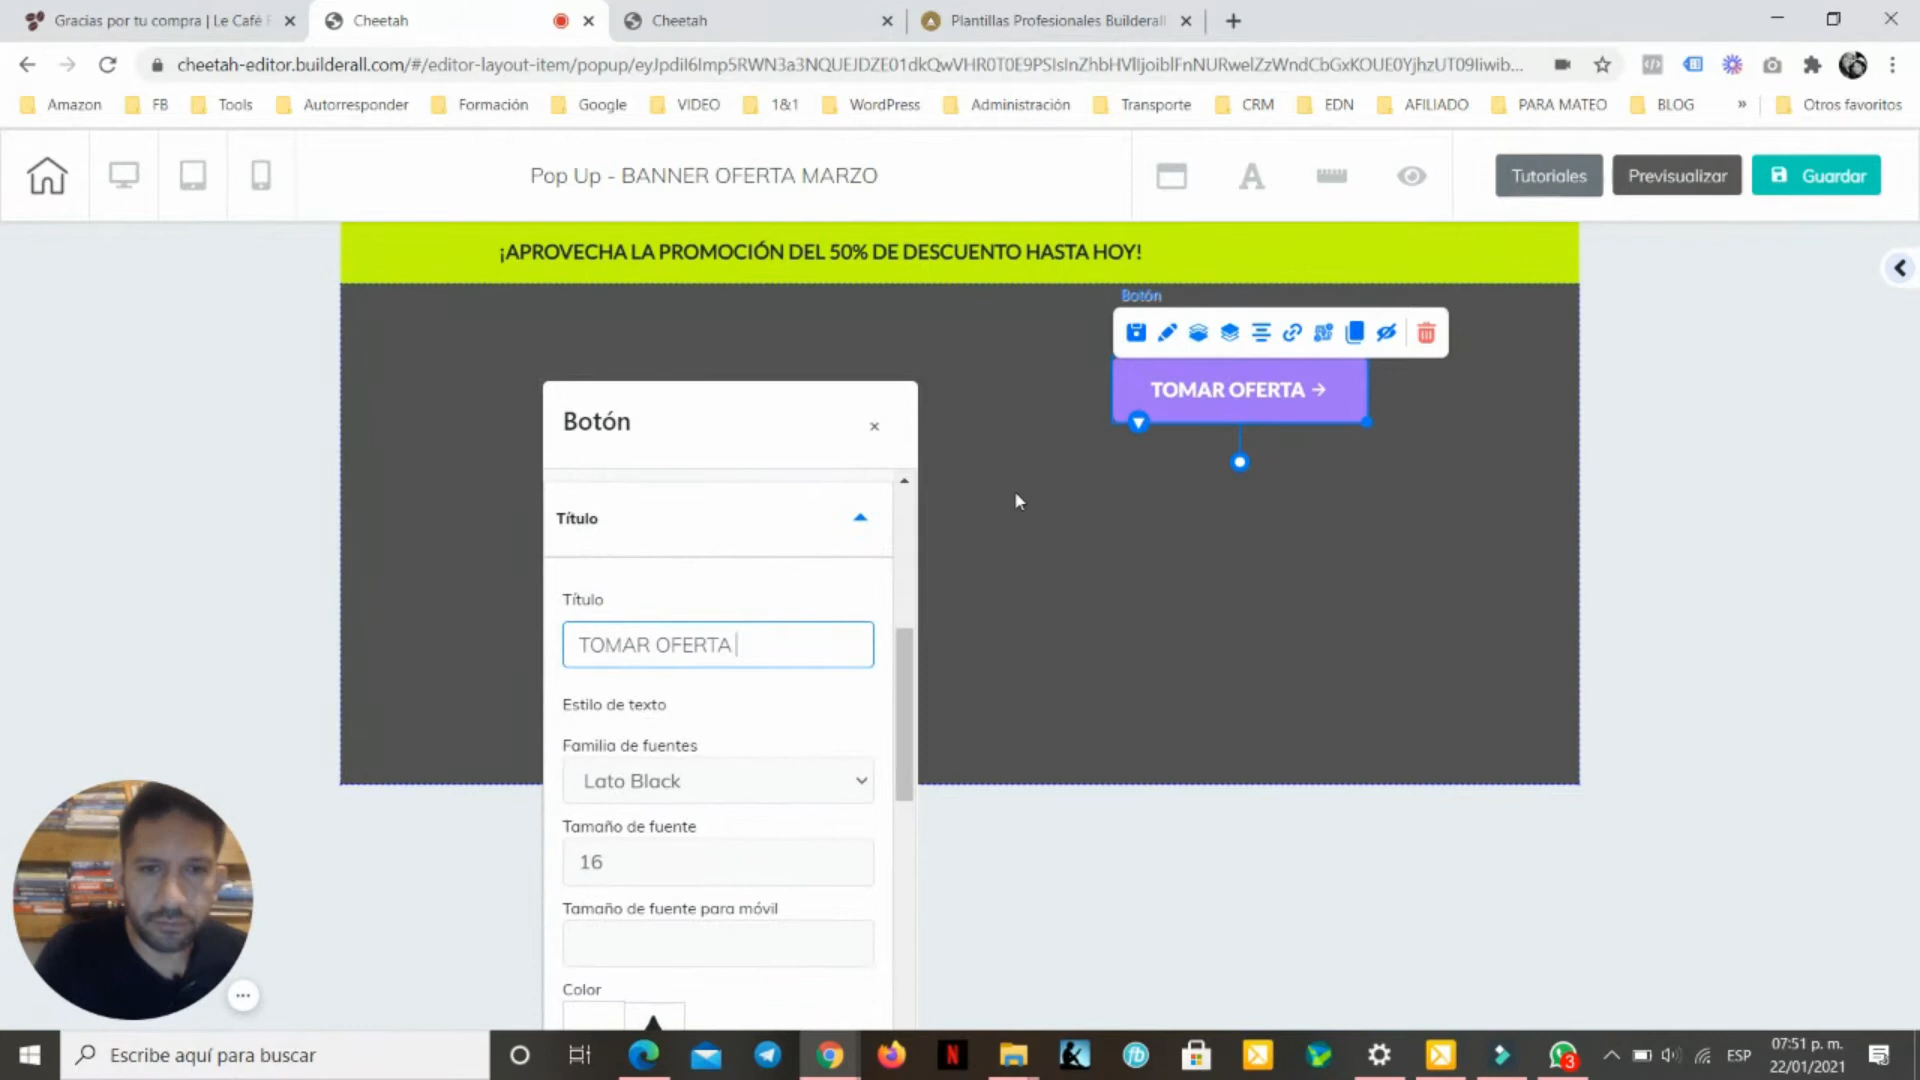 Gracias por tu compra | Le Café F
Cheetah
Cheetah
Plantillas Profesionales Builderall
cheetah-editor.builderall.com/#/editor-layout-item/popup/eyJpdiI6Imp5RWN3a3NQUEJDZE01dkQwVHR0T0E9PSIsInZhbHVlIjoiblFnNURwelZzWndCbGxKOUE0YjhzUT09Iiwib...
Amazon
FB
Tools
Autorresponder
Formación
Google
VIDEO
1&1
WordPress
Administración
Transporte
CRM
EDN
AFILIADO
PARA MATEO
BLOG
»
Otros favoritos
Pop Up - BANNER OFERTA MARZO
Tutoriales
Previsualizar
Guardar
¡APROVECHA LA PROMOCIÓN DEL 50% DE DESCUENTO HASTA HOY!
Botón
TOMAR OFERTA →
Botón
Título
Título
TOMAR OFERTA
Estilo de texto
Familia de fuentes
Lato Black
Tamaño de fuente
16
Tamaño de fuente para móvil
Color
Escribe aquí para buscar
3
ESP
07:51 p. m.
22/01/2021